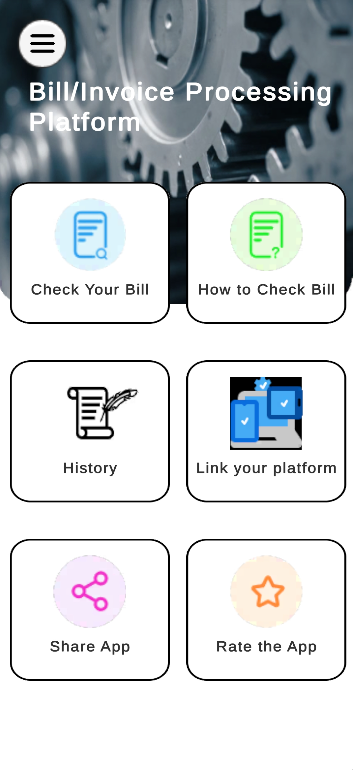 Bill/Invoice Processing
Platform
Check Your Bill
How to Check Bill
?
History
Link your platform
Share App
Rate the App